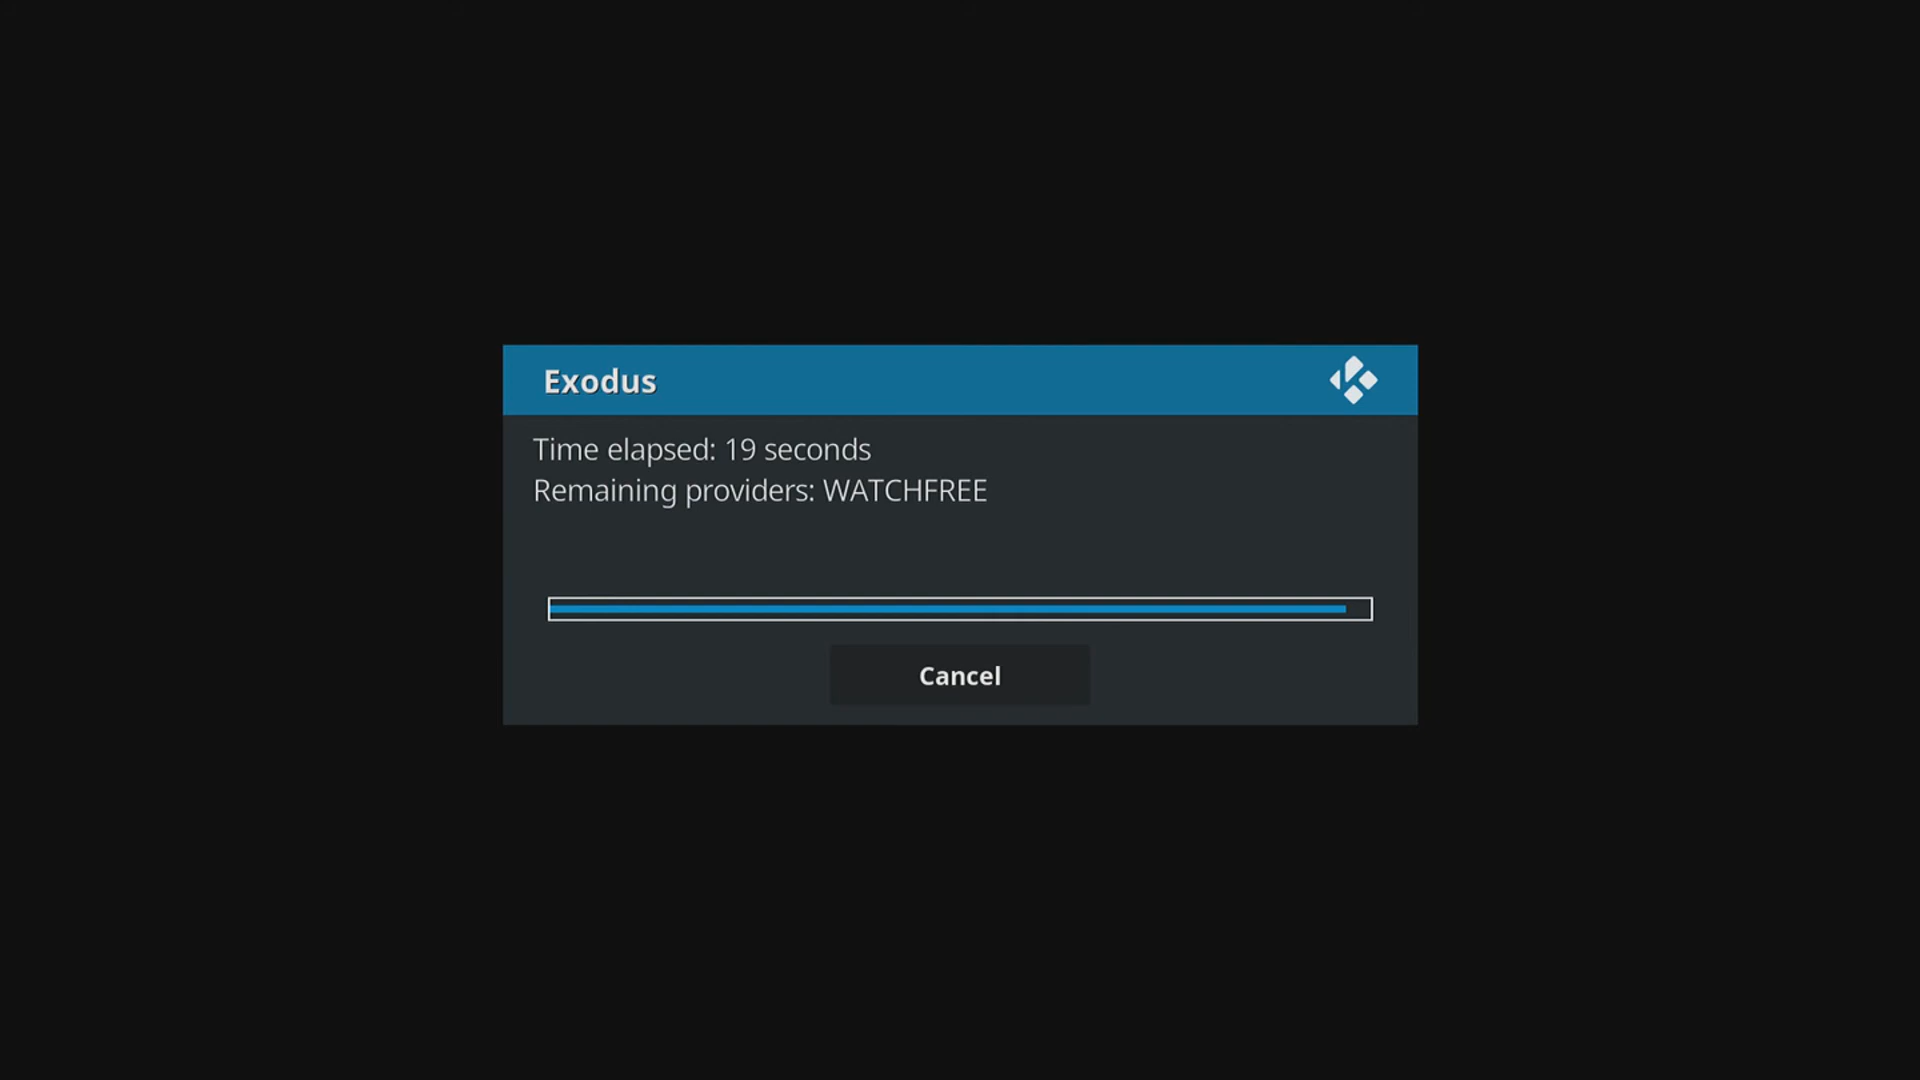 Exodus
Time elapsed: 19 seconds
Remaining providers: WATCHFREE
Cancel